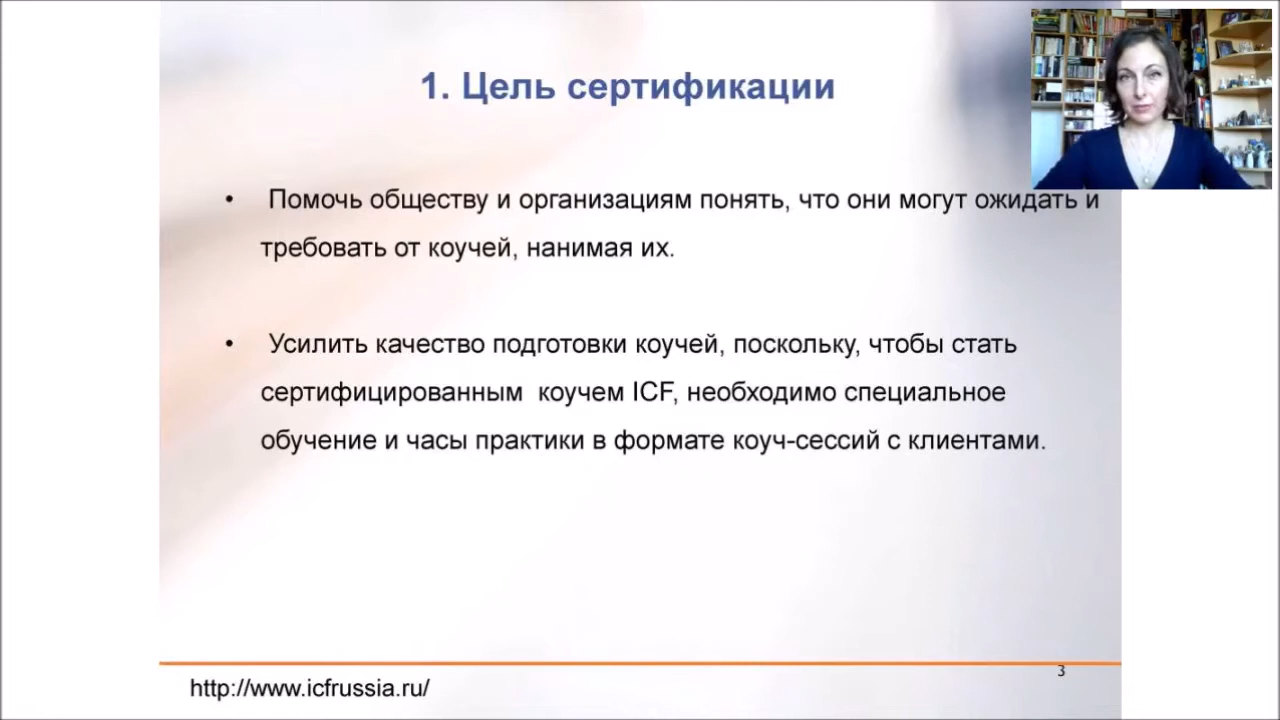 1. Цель сертификации
• Помочь обществу и организациям понять, что они могут ожидать и
требовать от коучей, нанимая их.
• Усилить качество подготовки коучей, поскольку, чтобы стать
сертифицированным коучем ICF, необходимо специальное
обучение и часы практики в формате коуч-сессий с клиентами.
3
http://www.icfrussia.ru/